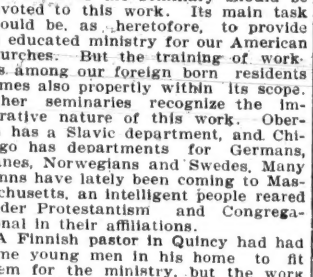 voted to this work. Its main task
ould be, as heretofore, to provide
educated ministry for our American
urches. But the training of work-
s among our foreign born residents
mes also propertly within its scope.
her seminaries recognize the im-
rative nature of this work. Ober-
has a Slavic department, and Chi-
go has departments for Germans,
anes, Norwegians and Swedes. Many
nns have lately been coming to Mas-
chusetts, an intelligent people reared
der Protestantism and Congrega-
nal in their affiliations.
A Finnish pastor in Quincy had had
me young men in his home to fit
em for the ministry, but the work